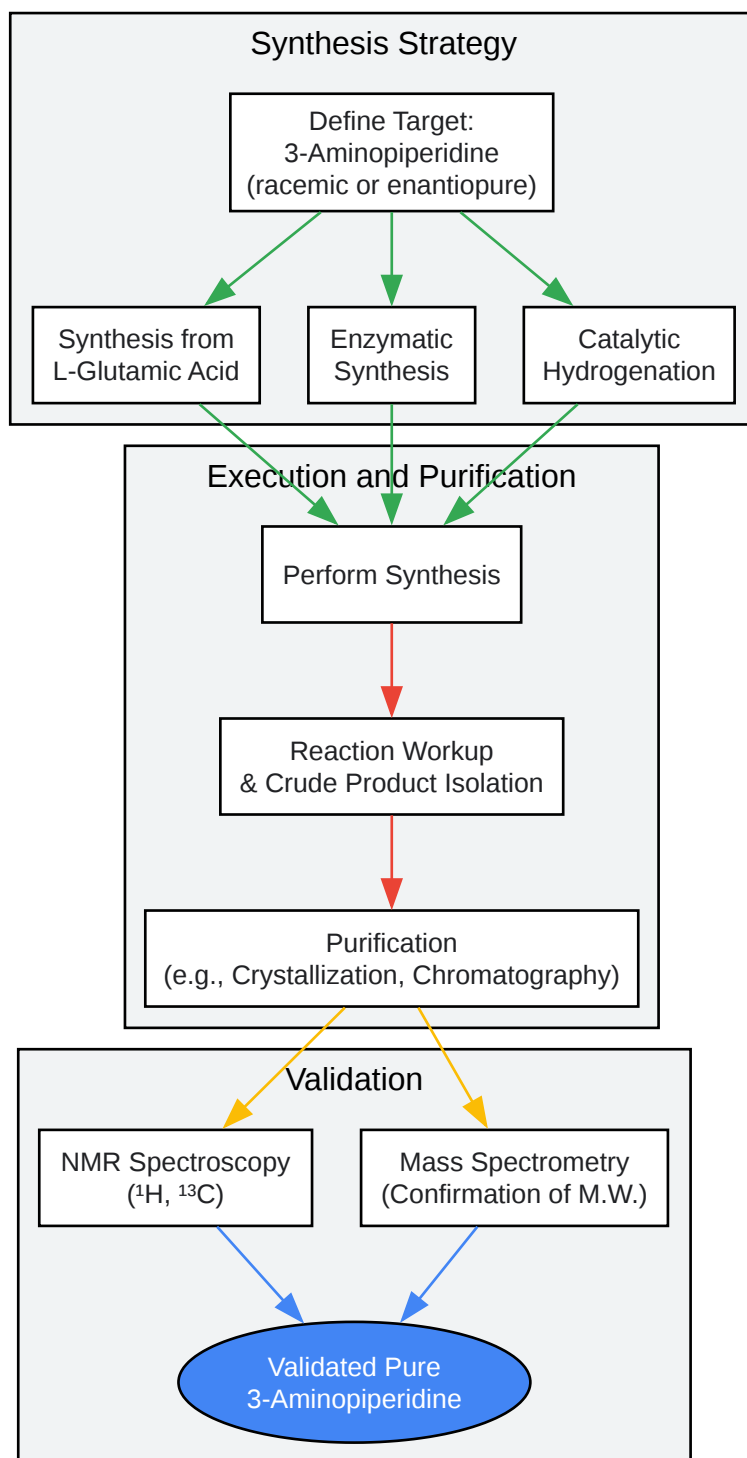 Synthesis Strategy
Define Target:
3-Aminopiperidine
(racemic or enantiopure)
Synthesis from
L-Glutamic Acid
Enzymatic
Synthesis
Catalytic
Hydrogenation
Execution and Purification
Perform Synthesis
Reaction Workup
& Crude Product Isolation
Purification
(e.g., Crystallization, Chromatography)
Validation
NMR Spectroscopy
(¹H, ¹³C)
Mass Spectrometry
(Confirmation of M.W.)
Validated Pure
3-Aminopiperidine